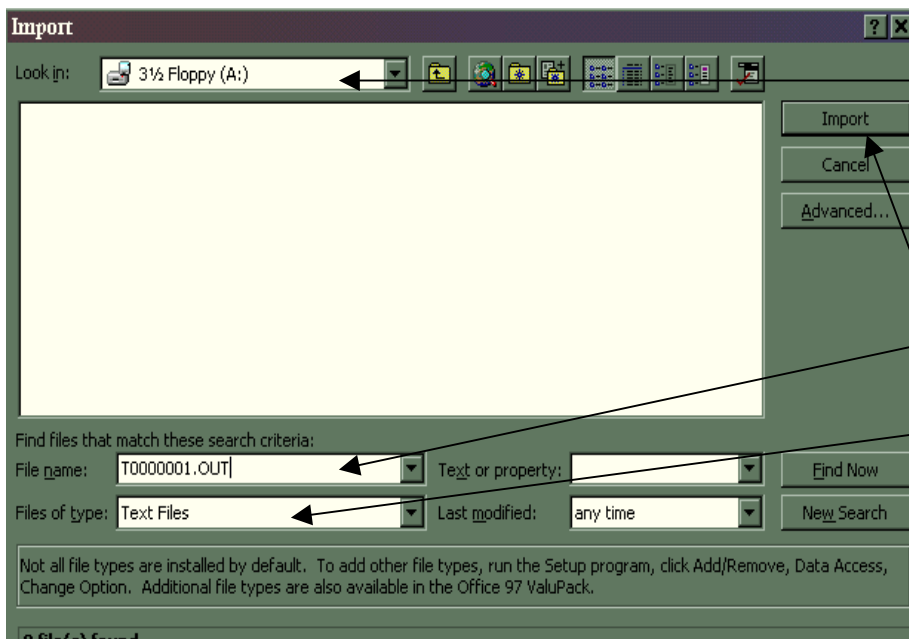 Import
Look in: 3½ Floppy (A:)
Import
Cancel
Advanced...
Find files that match these search criteria:
File name: T0000001.OUT Text or property: Find Now
Files of type: Text Files Last modified: any time New Search
Not all file types are installed by default. To add other file types, run the Setup program, click Add/Remove, Data Access,
Change Option. Additional file types are also available in the Office 97 ValuPack.
0 file(s) found